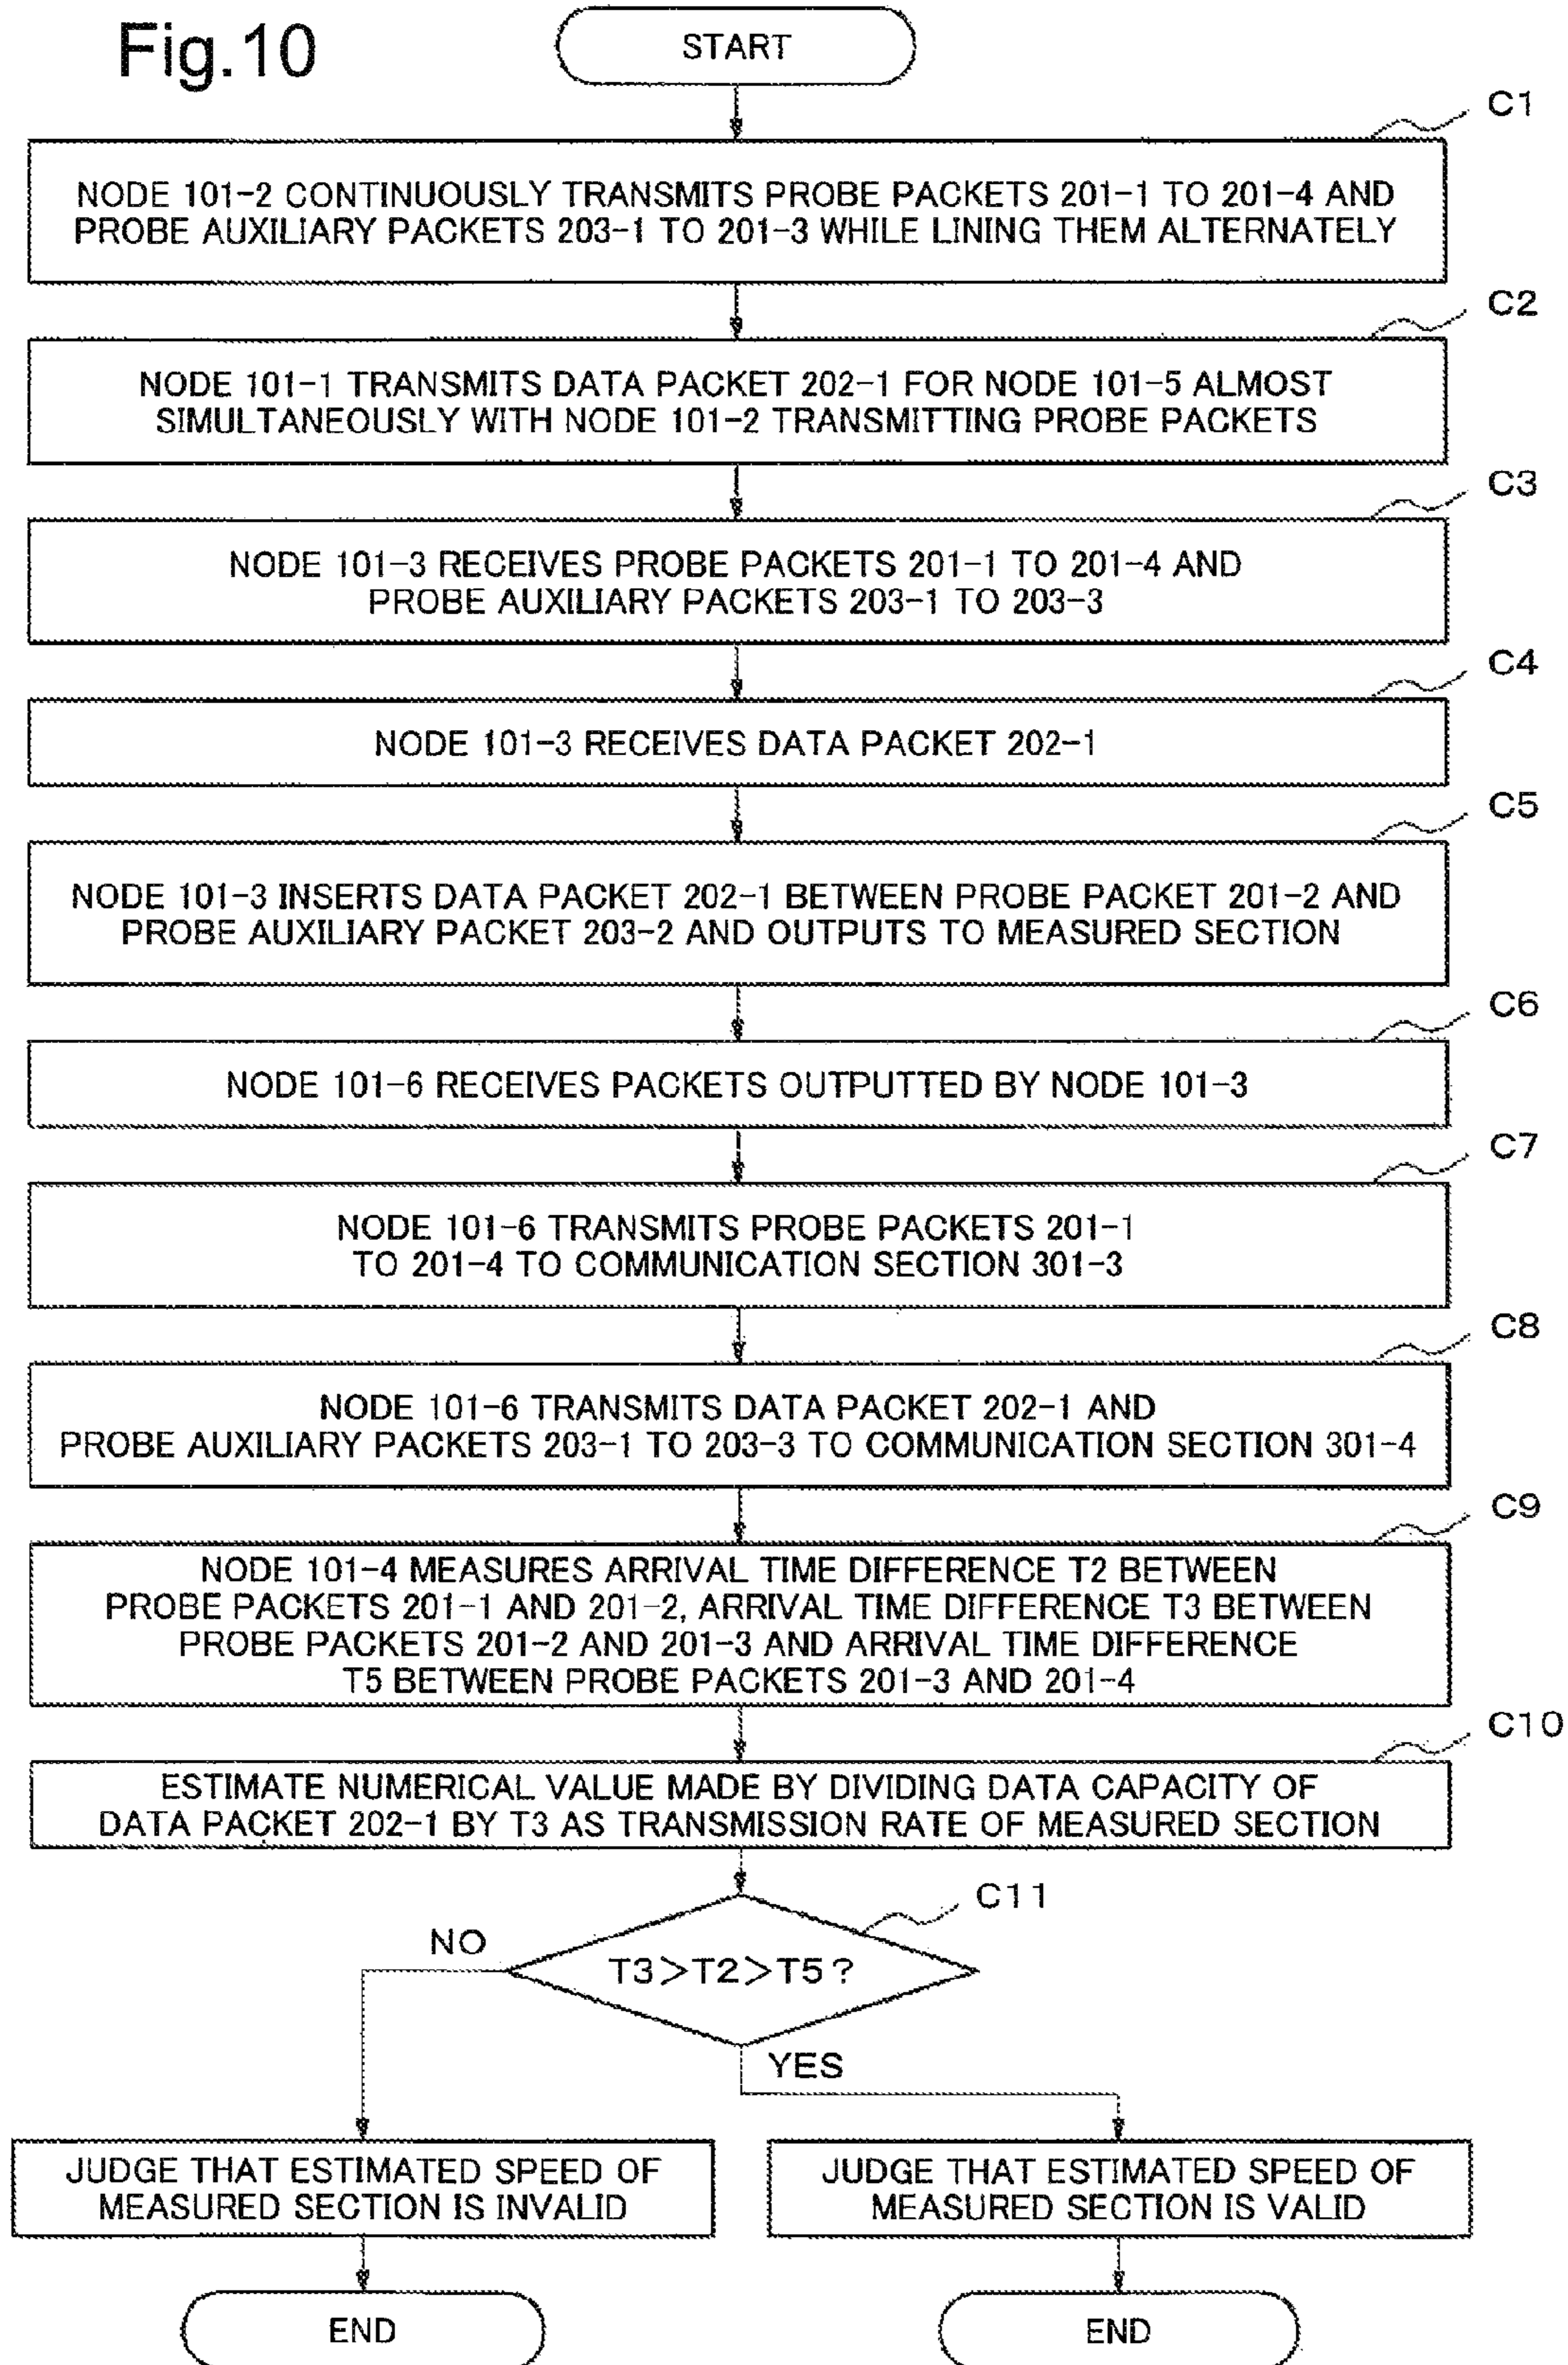 Fig.10
START
C1
NODE 101-2 CONTINUOUSLY TRANSMITS PROBE PACKETS 201-1 TO 201-4 AND
PROBE AUXILIARY PACKETS 203-1 TO 201-3 WHILE LINING THEM ALTERNATELY
C2
NODE 101-1 TRANSMITS DATA PACKET 202-1 FOR NODE 101-5 ALMOST
SIMULTANEOUSLY WITH NODE 101-2 TRANSMITTING PROBE PACKETS
C3
NODE 101-3 RECEIVES PROBE PACKETS 201-1 TO 201-4 AND
PROBE AUXILIARY PACKETS 203-1 TO 203-3
C4
NODE 101-3 RECEIVES DATA PACKET 202-1
C5
NODE 101-3 INSERTS DATA PACKET 202-1 BETWEEN PROBE PACKET 201-2 AND
PROBE AUXILIARY PACKET 203-2 AND OUTPUTS TO MEASURED SECTION
C6
NODE 101-6 RECEIVES PACKETS OUTPUTTED BY NODE 101-3
C7
NODE 101-6 TRANSMITS PROBE PACKETS 201-1
TO 201-4 TO COMMUNICATION SECTION 301-3
C8
NODE 101-6 TRANSMITS DATA PACKET 202-1 AND
PROBE AUXILIARY PACKETS 203-1 TO 203-3 TO COMMUNICATION SECTION 301-4
C9
NODE 101-4 MEASURES ARRIVAL TIME DIFFERENCE T2 BETWEEN
PROBE PACKETS 201-1 AND 201-2, ARRIVAL TIME DIFFERENCE T3 BETWEEN
PROBE PACKETS 201-2 AND 201-3 AND ARRIVAL TIME DIFFERENCE
T5 BETWEEN PROBE PACKETS 201-3 AND 201-4
C10
ESTIMATE NUMERICAL VALUE MADE BY DIVIDING DATA CAPACITY OF
DATA PACKET 202-1 BY T3 AS TRANSMISSION RATE OF MEASURED SECTION
C11
T3>T2>T5?
NO
YES
JUDGE THAT ESTIMATED SPEED OF
MEASURED SECTION IS INVALID
JUDGE THAT ESTIMATED SPEED OF
MEASURED SECTION IS VALID
END
END